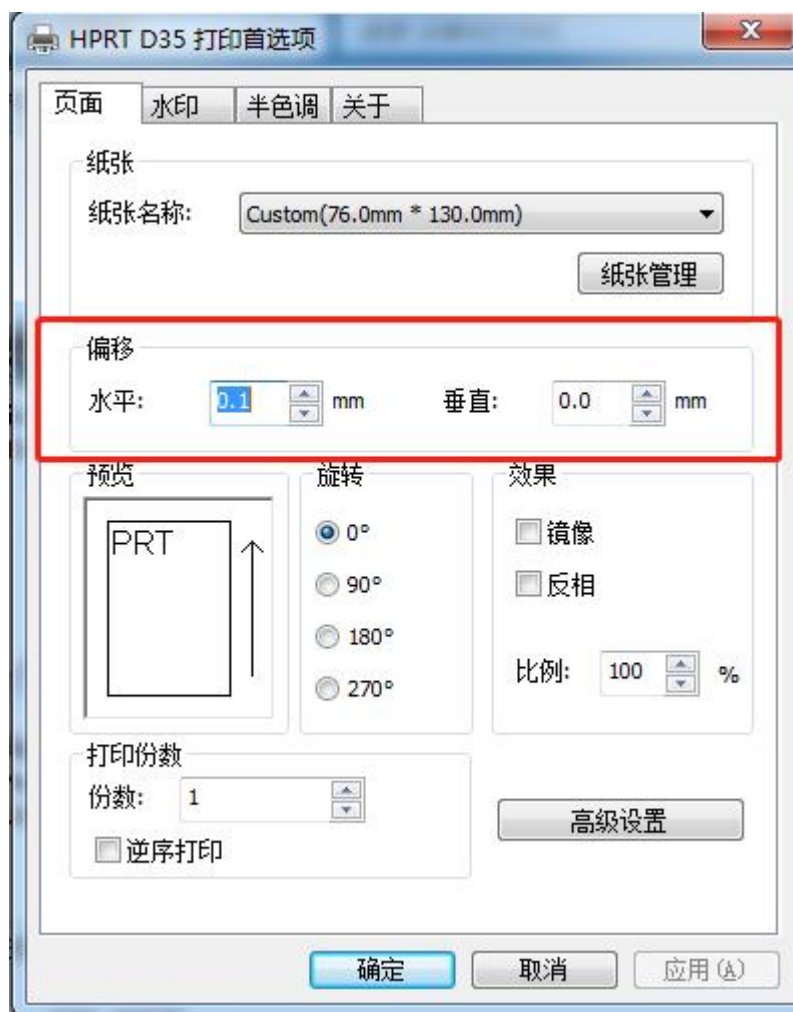 HPRT D35 打印首选项
页面 水印 半色调 关于
纸张
纸张名称: Custom(76.0mm * 130.0mm)
纸张管理
偏移
水平: 0.1 mm 垂直: 0.0 mm
预览 旋转 效果
PRT
0°
90°
180°
270°
镜像
反相
比例: 100 %
打印份数
份数: 1
逆序打印
高级设置
确定 取消 应用(A)